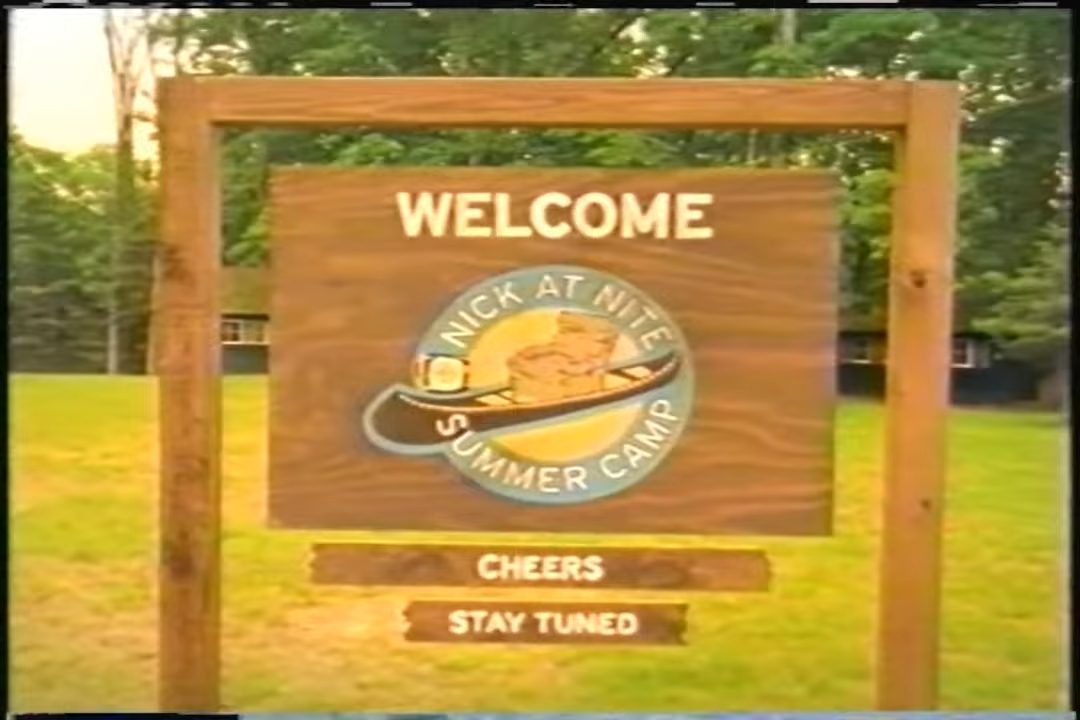 WELCOME
NICK AT NITE
SUMMER CAMP
CHEERS
STAY TUNED